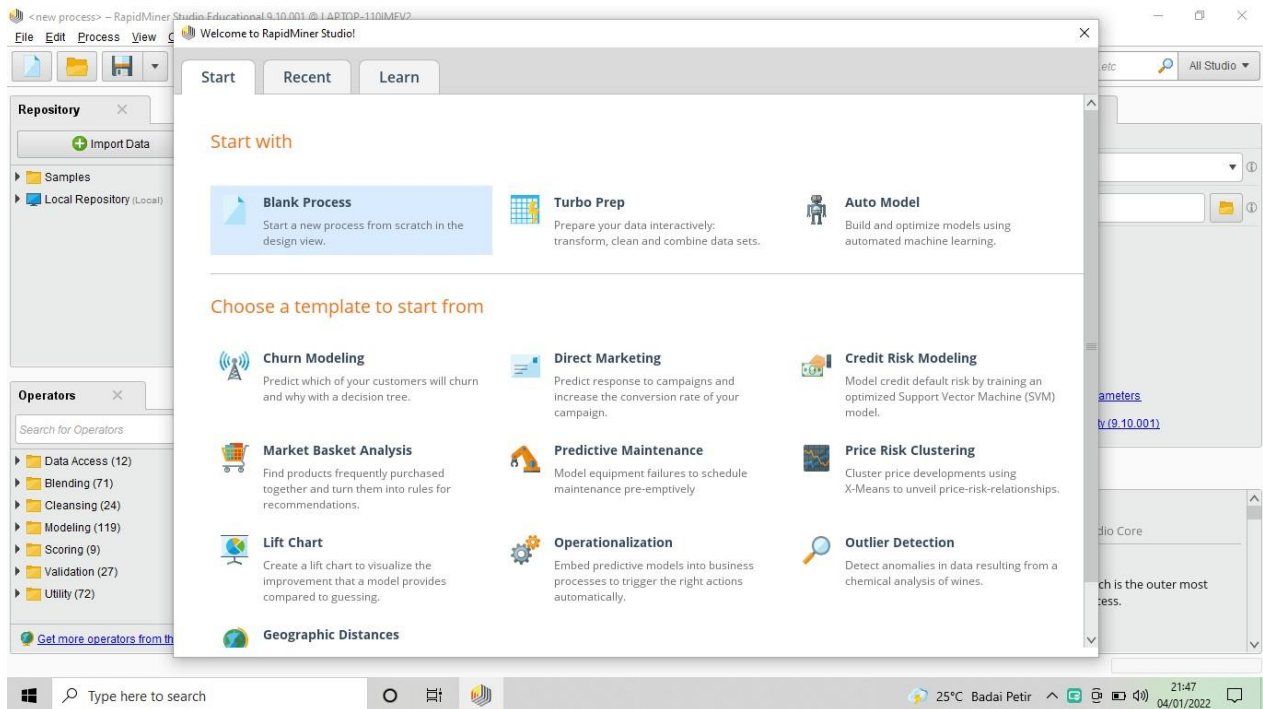 <new process> – RapidMiner Studio Educational 9.10.001 @ LAPTOP-110IMEV2
File Edit Process View
Welcome to RapidMiner Studio!
Start Recent Learn
etc
All Studio
Repository
Import Data
Samples
Local Repository (Local)
Start with
Blank Process
Start a new process from scratch in the
design view.
Turbo Prep
Prepare your data interactively:
transform, clean and combine data sets.
Auto Model
Build and optimize models using
automated machine learning.
Choose a template to start from
Churn Modeling
Predict which of your customers will churn
and why with a decision tree.
Direct Marketing
Predict response to campaigns and
increase the conversion rate of your
campaign.
Credit Risk Modeling
Model credit default risk by training an
optimized Support Vector Machine (SVM)
model.
Market Basket Analysis
Find products frequently purchased
together and turn them into rules for
recommendations.
Predictive Maintenance
Model equipment failures to schedule
maintenance pre-emptively
Price Risk Clustering
Cluster price developments using
X-Means to unveil price-risk-relationships.
Lift Chart
Create a lift chart to visualize the
improvement that a model provides
compared to guessing.
Operationalization
Embed predictive models into business
processes to trigger the right actions
automatically.
Outlier Detection
Detect anomalies in data resulting from a
chemical analysis of wines.
Geographic Distances
Operators
Search for Operators
Data Access (12)
Blending (71)
Cleansing (24)
Modeling (119)
Scoring (9)
Validation (27)
Utility (72)
Get more operators from th
ameters
(9.10.001)
dio Core
ch is the outer most
cess.
Type here to search
25°C Badai Petir
21:47
04/01/2022